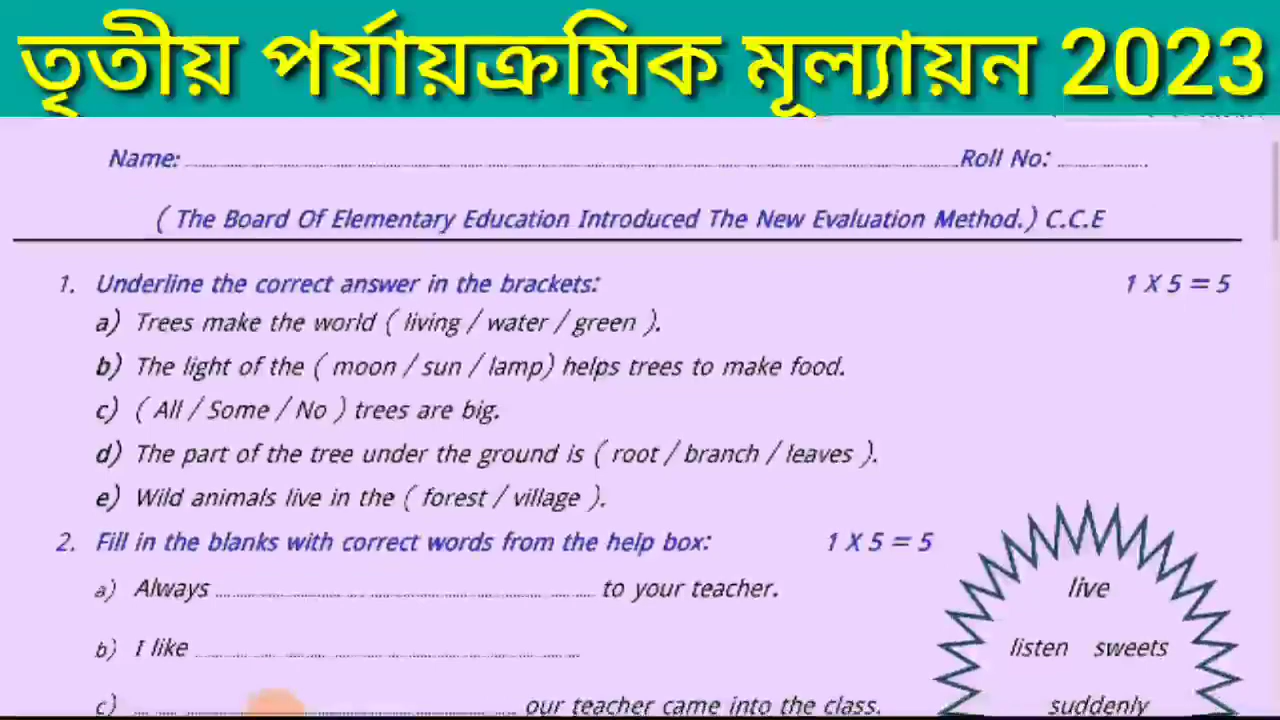 তৃতীয় পর্যায়ক্রমিক মূল্যায়ন 2023
Name: ........................ Roll No: ............
( The Board Of Elementary Education Introduced The New Evaluation Method.) C.C.E
1. Underline the correct answer in the brackets: 1 X 5 = 5
a) Trees make the world ( living / water / green ).
b) The light of the ( moon / sun / lamp) helps trees to make food.
c) ( All / Some / No ) trees are big.
d) The part of the tree under the ground is ( root / branch / leaves ).
e) Wild animals live in the ( forest / village ).
2. Fill in the blanks with correct words from the help box: 1 X 5 = 5
a) Always ........................ to your teacher.
b) I like ........................
c) ........................ our teacher came into the class.
live
listen sweets
suddenly